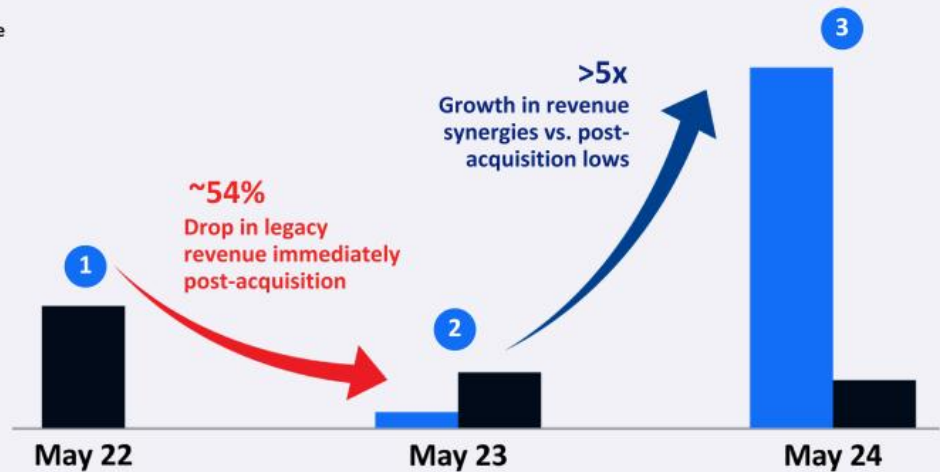 3
>5x
Growth in revenue
synergies vs. post-
acquisition lows
~54%
Drop in legacy
revenue immediately
post-acquisition
1
2
May 22
May 23
May 24